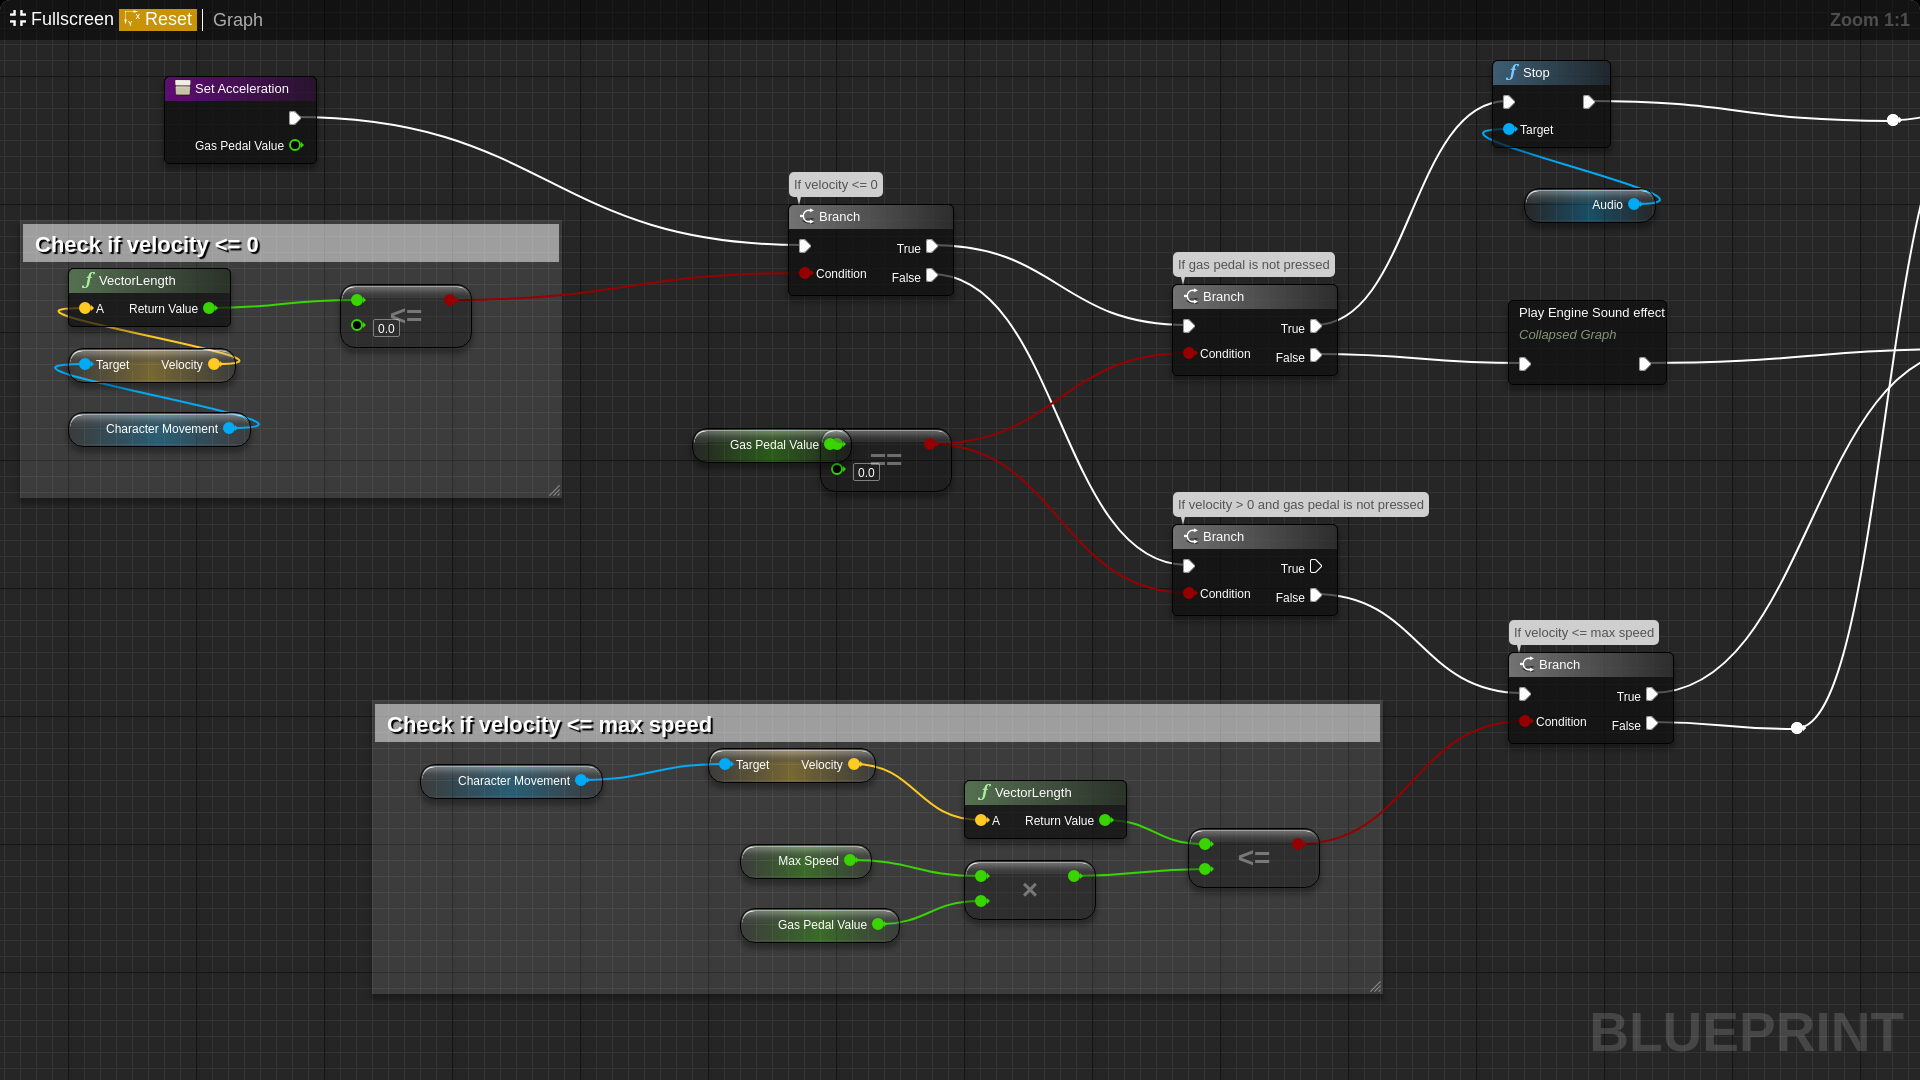 Fullscreen Reset Graph Zoom 1:1
Set Acceleration
Gas Pedal Value
Check if velocity <= 0
VectorLength
A Return Value
<=
0.0
Target Velocity
Character Movement
If velocity <= 0
Branch
True
Condition
False
Gas Pedal Value
==
0.0
If gas pedal is not pressed
Branch
True
Condition
False
Stop
Target
Audio
Play Engine Sound effect
Collapsed Graph
If velocity > 0 and gas pedal is not pressed
Branch
True
Condition
False
If velocity <= max speed
Branch
True
Condition
False
Check if velocity <= max speed
Character Movement
Target Velocity
VectorLength
A Return Value
Max Speed
Gas Pedal Value
×
<=
BLUEPRINT